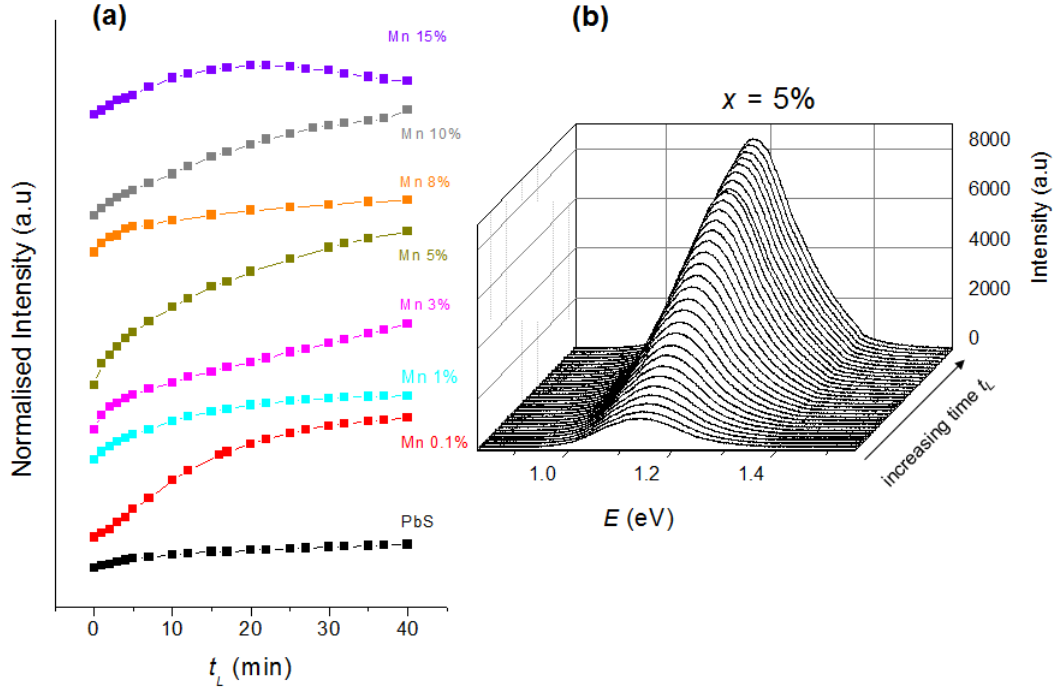 (a)
Mn 15%
Mn 10%
Mn 8%
Mn 5%
Mn 3%
Mn 1%
Mn 0.1%
PbS
Normalised Intensity (a.u)
0 10 20 30 40
t_L (min)
(b)
x = 5%
8000
6000
4000
2000
0
Intensity (a.u)
increasing time t_L
1.0 1.2 1.4
E (eV)